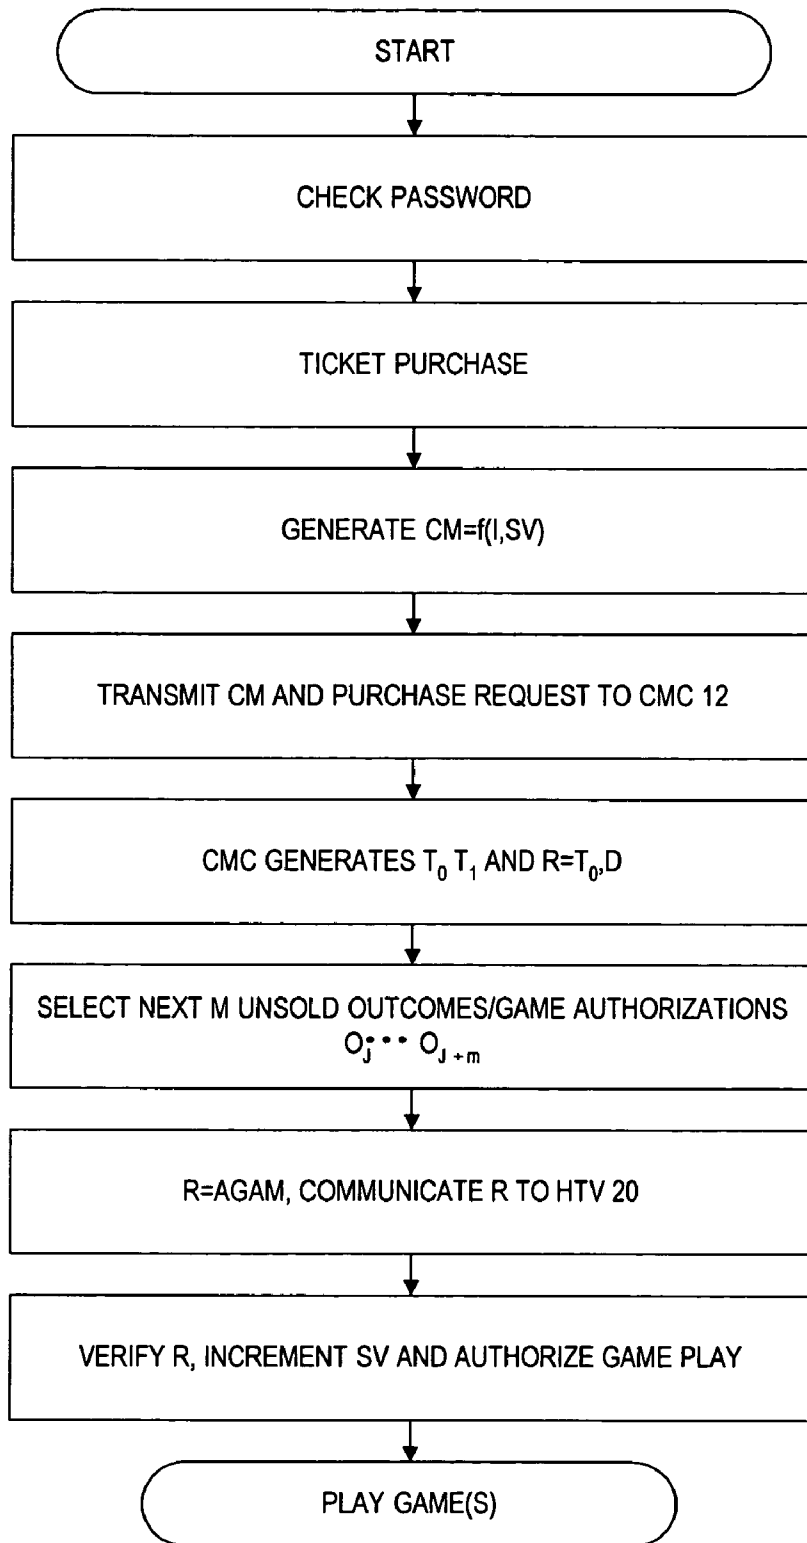 START
CHECK PASSWORD
TICKET PURCHASE
GENERATE CM=f(I,SV)
TRANSMIT CM AND PURCHASE REQUEST TO CMC 12
CMC GENERATES T₀ T₁ AND R=T₀,D
SELECT NEXT M UNSOLD OUTCOMES/GAME AUTHORIZATIONS
O_J ••• O_J+m
R=AGAM, COMMUNICATE R TO HTV 20
VERIFY R, INCREMENT SV AND AUTHORIZE GAME PLAY
PLAY GAME(S)